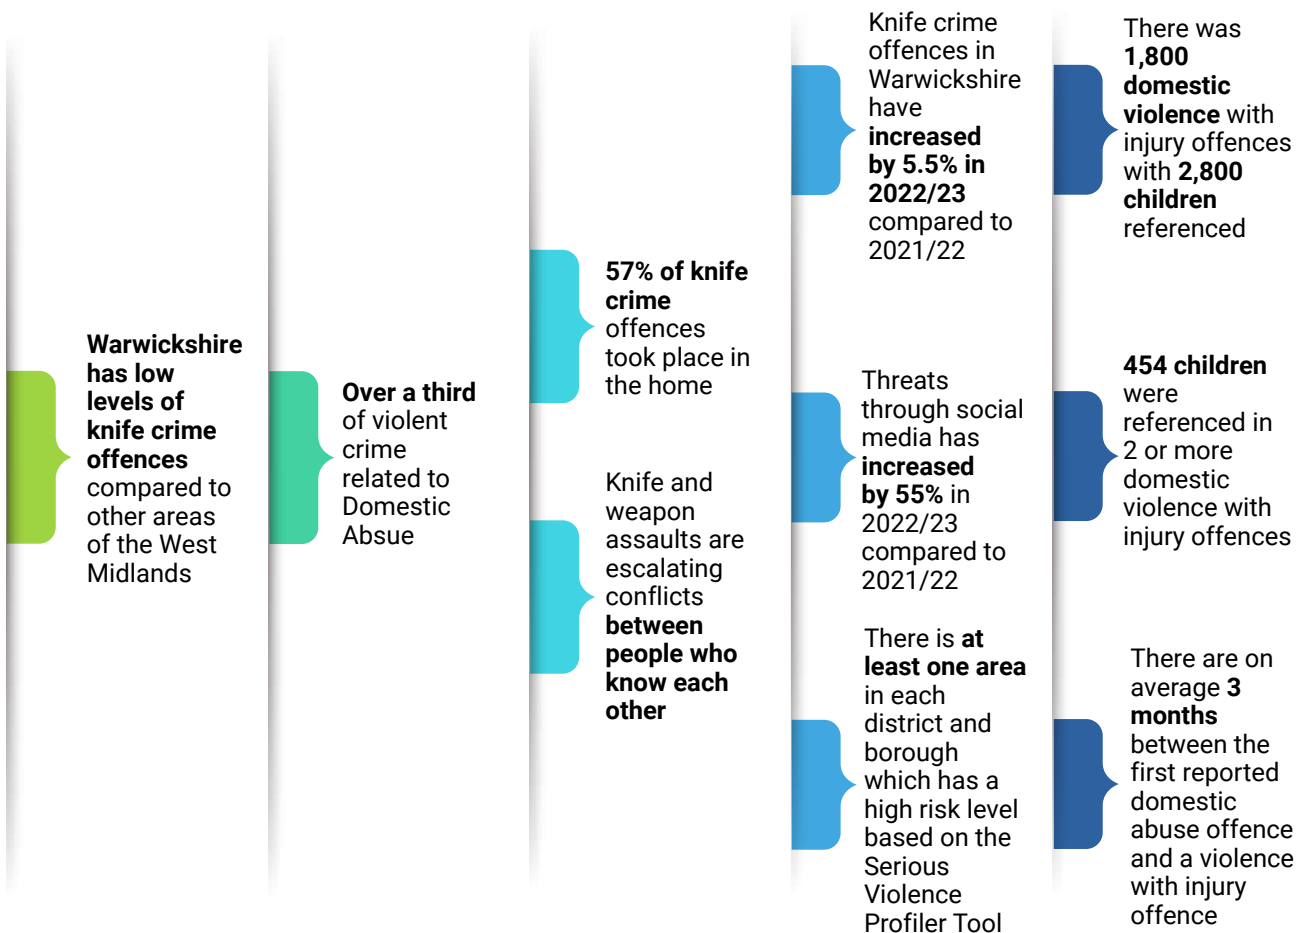 Warwickshire
has low
levels of
knife crime
offences
compared to
other areas
of the West
Midlands
Over a third
of violent
crime
related to
Domestic
Absue
57% of knife
crime
offences
took place in
the home
Knife and
weapon
assaults are
escalating
conflicts
between
people who
know each
other
Knife crime
offences in
Warwickshire
have
increased
by 5.5% in
2022/23
compared to
2021/22
Threats
through social
media has
increased
by 55% in
2022/23
compared to
2021/22
There is at
least one area
in each
district and
borough
which has a
high risk level
based on the
Serious
Violence
Profiler Tool
There was
1,800
domestic
violence with
injury offences
with 2,800
children
referenced
454 children
were
referenced in
2 or more
domestic
violence with
injury offences
There are on
average 3
months
between the
first reported
domestic
abuse offence
and a violence
with injury
offence